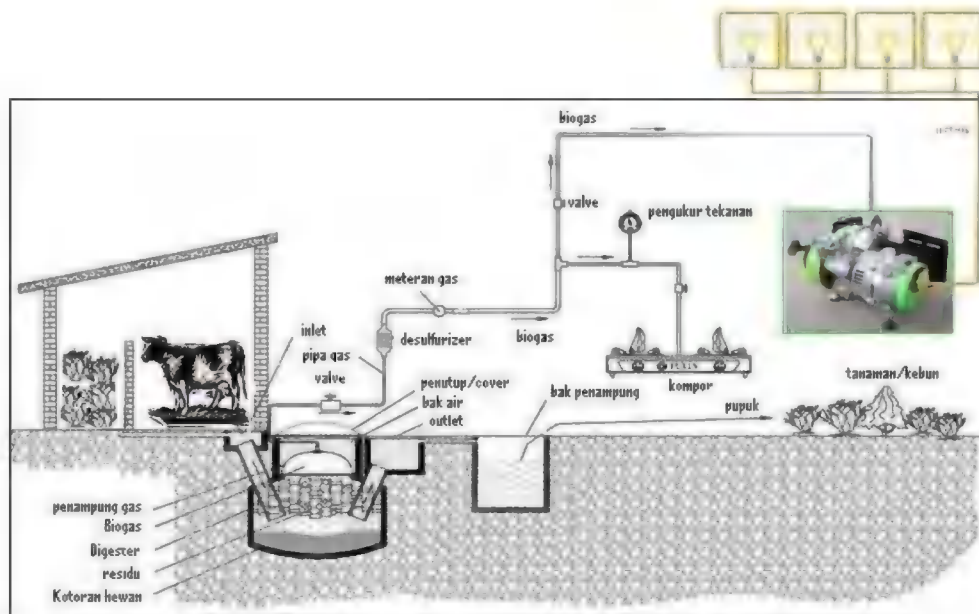 biogas
valve
pengukur tekanan
meteran gas
inlet
desulfurizer
biogas
pipa gas
valve
kompor
tanaman/kebun
penutup/cover
bak penampung
bak air
pupuk
outlet
penampung gas
Biogas
Digester
residu
Kotoran hewan